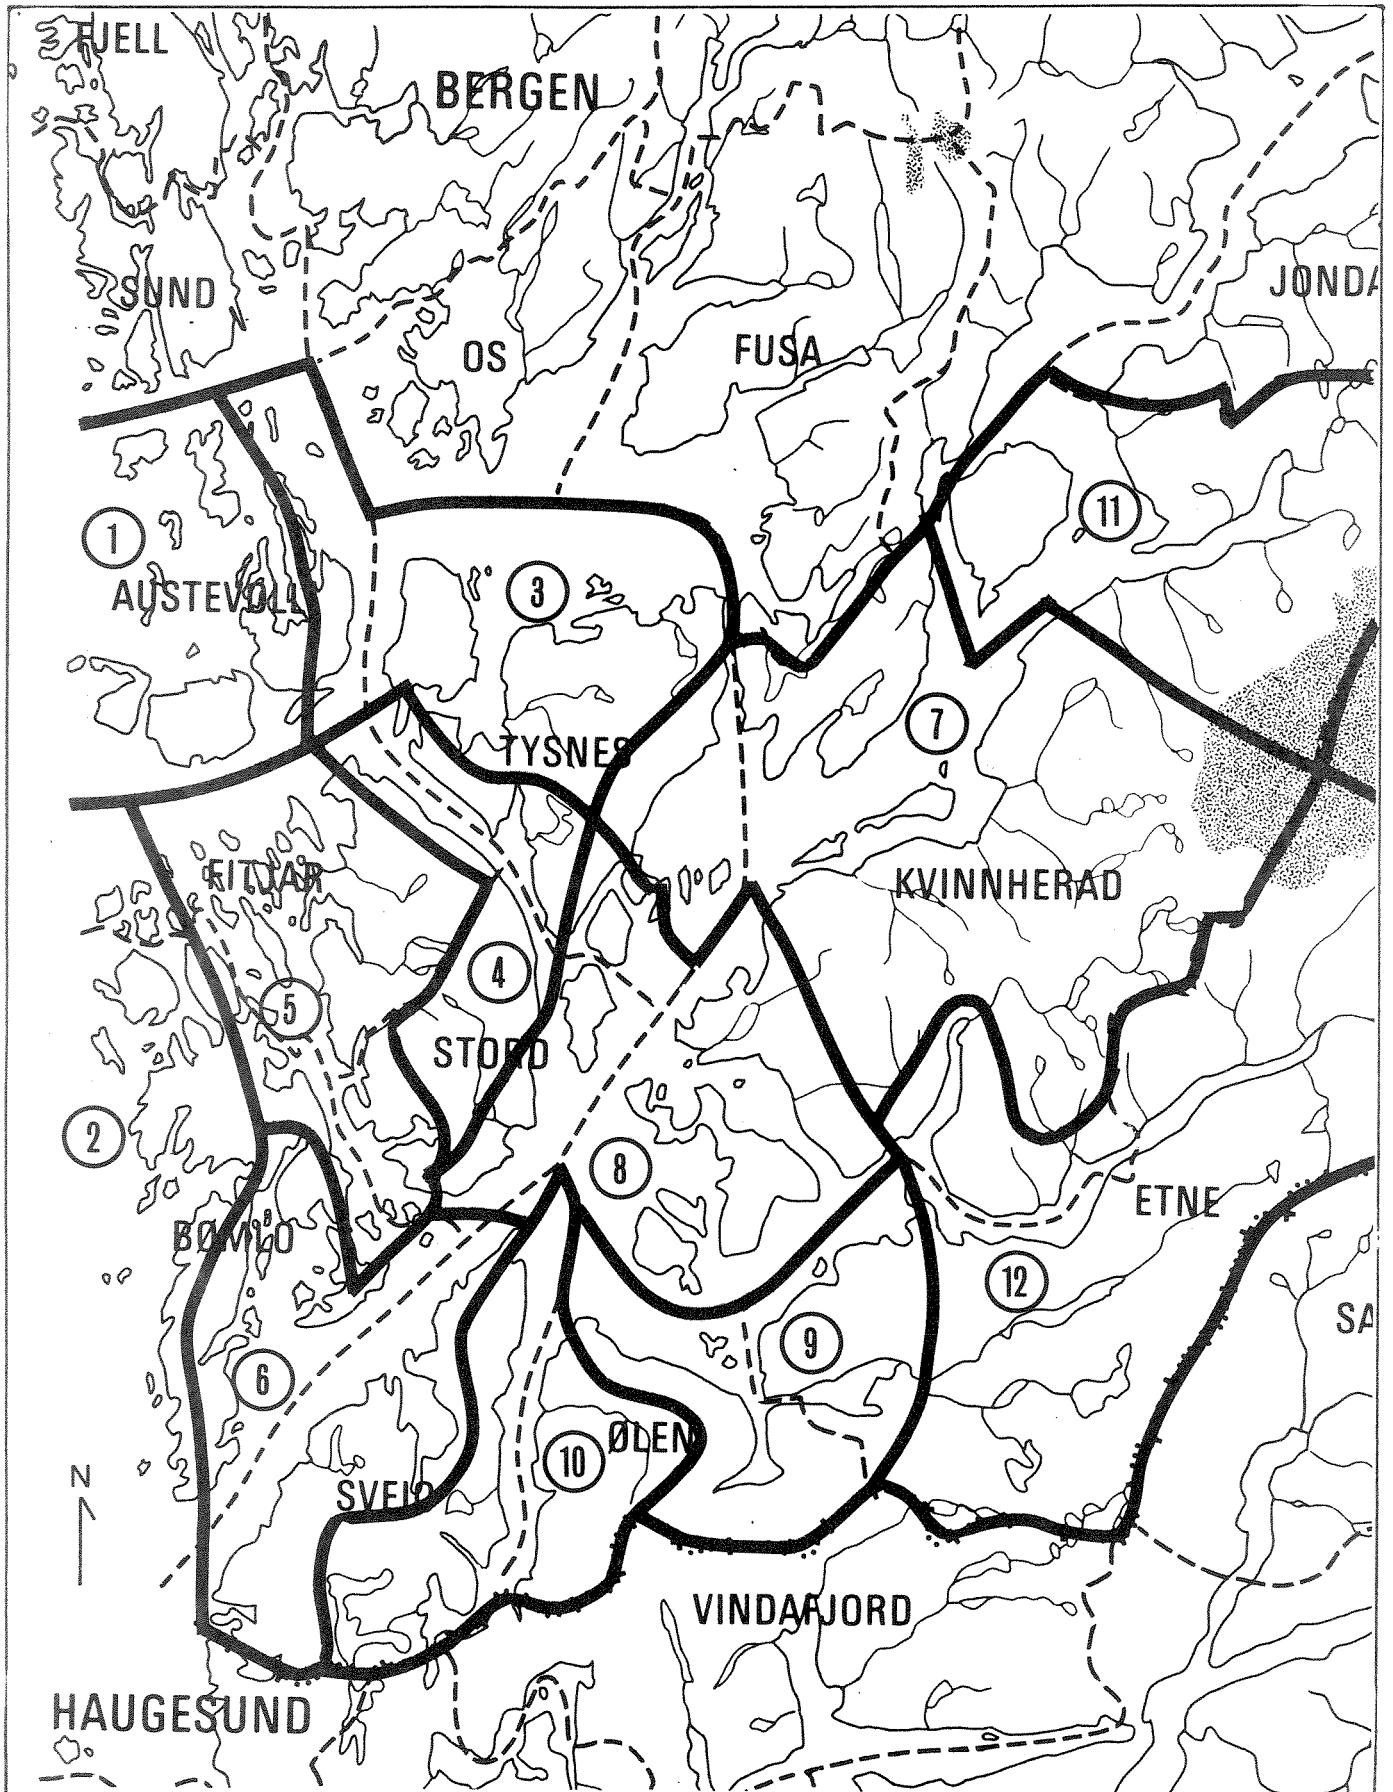 FJELL
BERGEN
SUND
JONDA
OS
FUSA
11
1
3
AUSTEVOLL
7
TYSNES
FITJAR
KVINNHERAD
4
5
STORD
2
8
ETNE
BØMLO
12
SA
9
6
ØLEN
10
N
SVEIO
VINDAFJORD
HAUGESUND